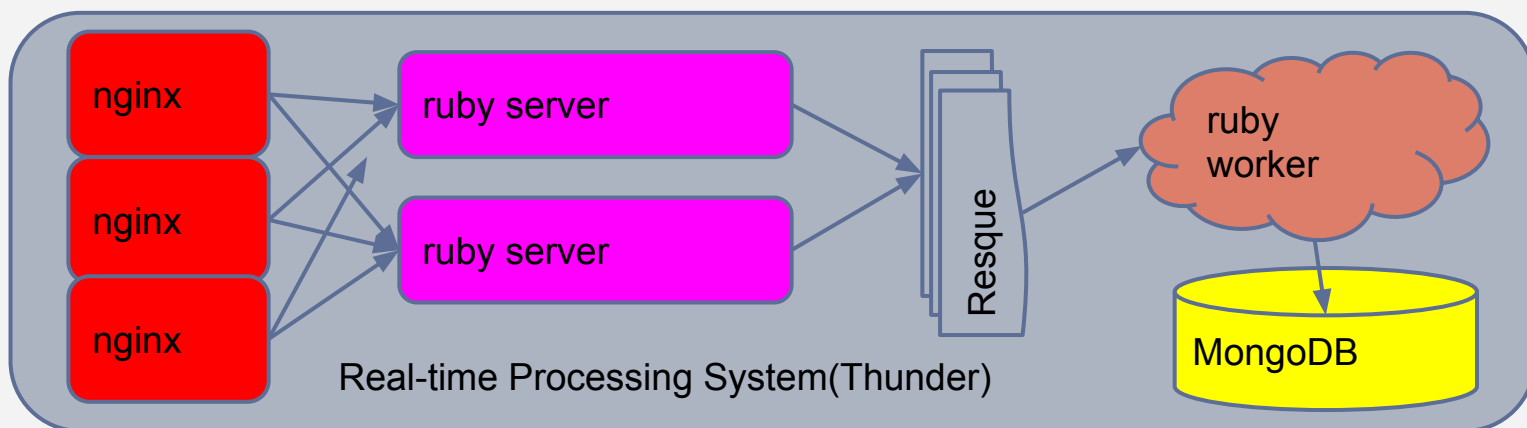 nginx
nginx
nginx
ruby server
ruby server
Resque
ruby
worker
MongoDB
Real-time Processing System(Thunder)